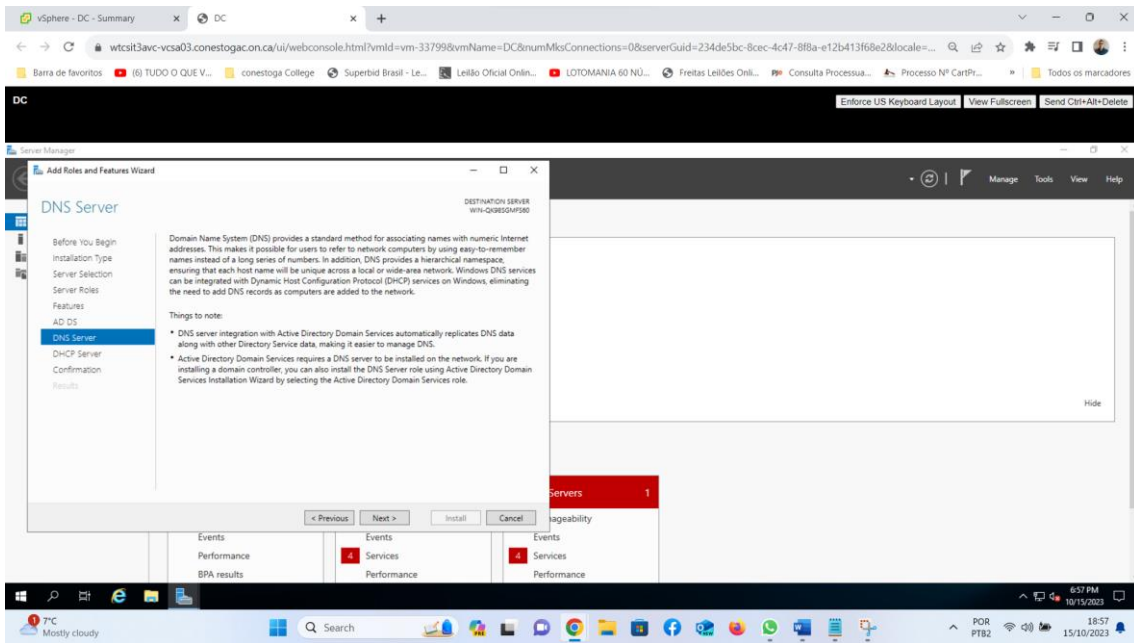 vSphere - DC - Summary
DC
wtcsit3avc-vcsa03.conestogac.on.ca/ui/webconsole.html?vmId=vm-33799&vmName=DC&numMksConnections=0&serverGuid=234de5bc-8cec-4c47-8f8a-e12b413f68e2&locale=...
Barra de favoritos
(6) TUDO O QUE V...
conestoga College
Superbid Brasil - Le...
Leilão Oficial Onlin...
LOTOMANIA 60 NÚ...
Freitas Leilões Onli...
Consulta Processua...
Processo Nº CartPr...
»
Todos os marcadores
DC
Enforce US Keyboard Layout
View Fullscreen
Send Ctrl+Alt+Delete
Server Manager
Manage
Tools
View
Help
Add Roles and Features Wizard
DNS Server
DESTINATION SERVER
Before You Begin
Installation Type
Server Selection
Server Roles
Features
AD DS
DNS Server
DHCP Server
Confirmation
Results
Domain Name System (DNS) provides a standard method for associating names with numeric Internet
addresses. This makes it possible for users to refer to network computers by using easy-to-remember
names instead of a long series of numbers. In addition, DNS provides a hierarchical namespace,
ensuring that each host name will be unique across a local or wide-area network. Windows DNS services
can be integrated with Dynamic Host Configuration Protocol (DHCP) services on Windows, eliminating
the need to add DNS records as computers are added to the network.
Things to note:
• DNS server integration with Active Directory Domain Services automatically replicates DNS data
along with other Directory Service data, making it easier to manage DNS.
• Active Directory Domain Services requires a DNS server to be installed on the network. If you are
installing a domain controller, you can also install the DNS Server role using Active Directory Domain
Services Installation Wizard by selecting the Active Directory Domain Services role.
< Previous
Next >
Install
Cancel
Hide
Servers 1
nageability
Events
Performance
BPA results
Events
4 Services
Performance
Events
4 Services
Performance
6:57 PM
10/15/2023
1
7°C
Mostly cloudy
Search
POR
PTB2
18:57
15/10/2023